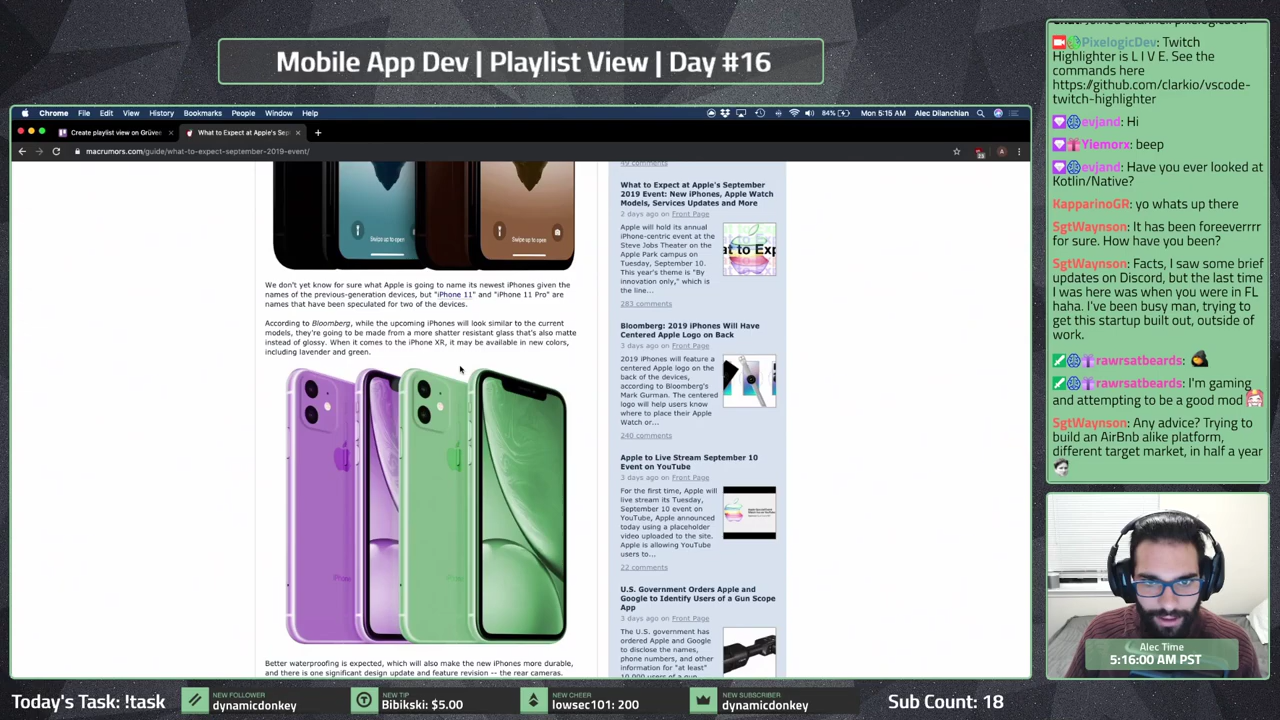 Mobile App Dev | Playlist View | Day #16
Chrome File Edit View History Bookmarks People Window Help
84%
Mon 5:15 AM Alec Dilanchian
Create playlist view on Grüve
What to Expect at Apple's Sep
macrumors.com/guide/what-to-expect-september-2019-event/
Swipe up to open
Swipe up to open
We don't yet know for sure what Apple is going to name its newest iPhones given the
names of the previous-generation devices, but "iPhone 11" and "iPhone 11 Pro" are
names that have been speculated for two of the devices.
According to Bloomberg, while the upcoming iPhones will look similar to the current
models, they're going to be made from a more shatter resistant glass that's also matte
instead of glossy. When it comes to the iPhone XR, it may be available in new colors,
including lavender and green.
Better waterproofing is expected, which will also make the new iPhones more durable,
and there is one significant design update and feature revision -- the rear cameras.
49 comments
What to Expect at Apple's September
2019 Event: New iPhones, Apple Watch
Models, Services Updates and More
2 days ago on Front Page
Apple will hold its annual
iPhone-centric event at the
Steve Jobs Theater on the
Apple Park campus on
Tuesday, September 10.
This year's theme is "By
innovation only," which is
the line...
at to Exp
283 comments
Bloomberg: 2019 iPhones Will Have
Centered Apple Logo on Back
3 days ago on Front Page
2019 iPhones will feature a
centered Apple logo on the
back of the devices,
according to Bloomberg's
Mark Gurman. The centered
logo will help users know
where to place their Apple
Watch or...
240 comments
Apple to Live Stream September 10
Event on YouTube
3 days ago on Front Page
For the first time, Apple will
live stream its Tuesday,
September 10 event on
YouTube, Apple announced
today using a placeholder
video uploaded to the site.
Apple is allowing YouTube
users to...
22 comments
U.S. Government Orders Apple and
Google to Identify Users of a Gun Scope
App
3 days ago on Front Page
The U.S. government has
ordered Apple and Google
to disclose the names,
phone numbers, and other
information for "at least"
10,000 users of a gun
PixelogicDev: Twitch
Highlighter is L I V E. See the
commands here
https://github.com/clarkio/vscode-
twitch-highlighter
evjand: Hi
Ylemorx: beep
evjand: Have you ever looked at
Kotlin/Native?
KapparinoGR: yo whats up there
SgtWaynson: It has been foreeverrrr
for sure. How have you been?
SgtWaynson: Facts, I saw some brief
updates on Discord, but the last time
I was here was when you were in FL
haha. I've been busy man, trying to
get this startup built out, outside of
work.
rawrsatbeards:
rawrsatbeards: I'm gaming
and attempting to be a good mod
SgtWaynson: Any advice? Trying to
build an AirBnb alike platform,
different target market, in half a year
Alec Time
5:16:00 AM PST
Today's Task: !task
NEW FOLLOWER
dynamicdonkey
NEW TIP
Bibikski: $5.00
NEW CHEER
lowsec101: 200
NEW SUBSCRIBER
dynamicdonkey
Sub Count: 18